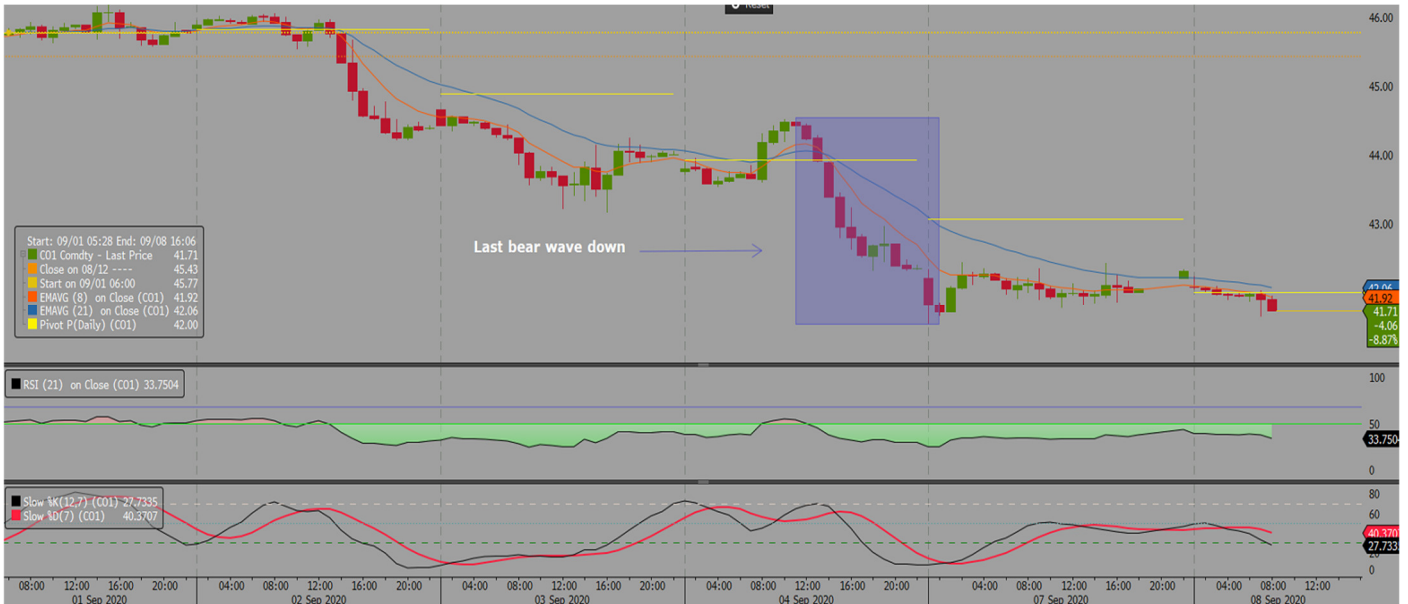 Reset
46.00
45.00
44.00
43.00
Last bear wave down
Start: 09/01 05:28 End: 09/08 16:06
CO1 Comdty - Last Price 41.71
Close on 08/12 ---- 45.43
Start on 09/01 06:00 45.77
EMAVG (8) on Close (CO1) 41.92
EMAVG (21) on Close (CO1) 42.06
Pivot P(Daily) (CO1) 42.00
42.06
41.92
41.71
-4.06
-8.87%
RSI (21) on Close (CO1) 33.7504
100
50
33.7504
0
Slow %K(12,7) (CO1) 27.7335
Slow %D(7) (CO1) 40.3707
80
60
40.3707
27.7335
20
0
08:00 12:00 16:00 20:00 04:00 08:00 12:00 16:00 20:00 04:00 08:00 12:00 16:00 20:00 04:00 08:00 12:00 16:00 20:00 04:00 08:00 12:00 16:00 20:00 04:00 08:00 12:00
01 Sep 2020 02 Sep 2020 03 Sep 2020 04 Sep 2020 07 Sep 2020 08 Sep 2020